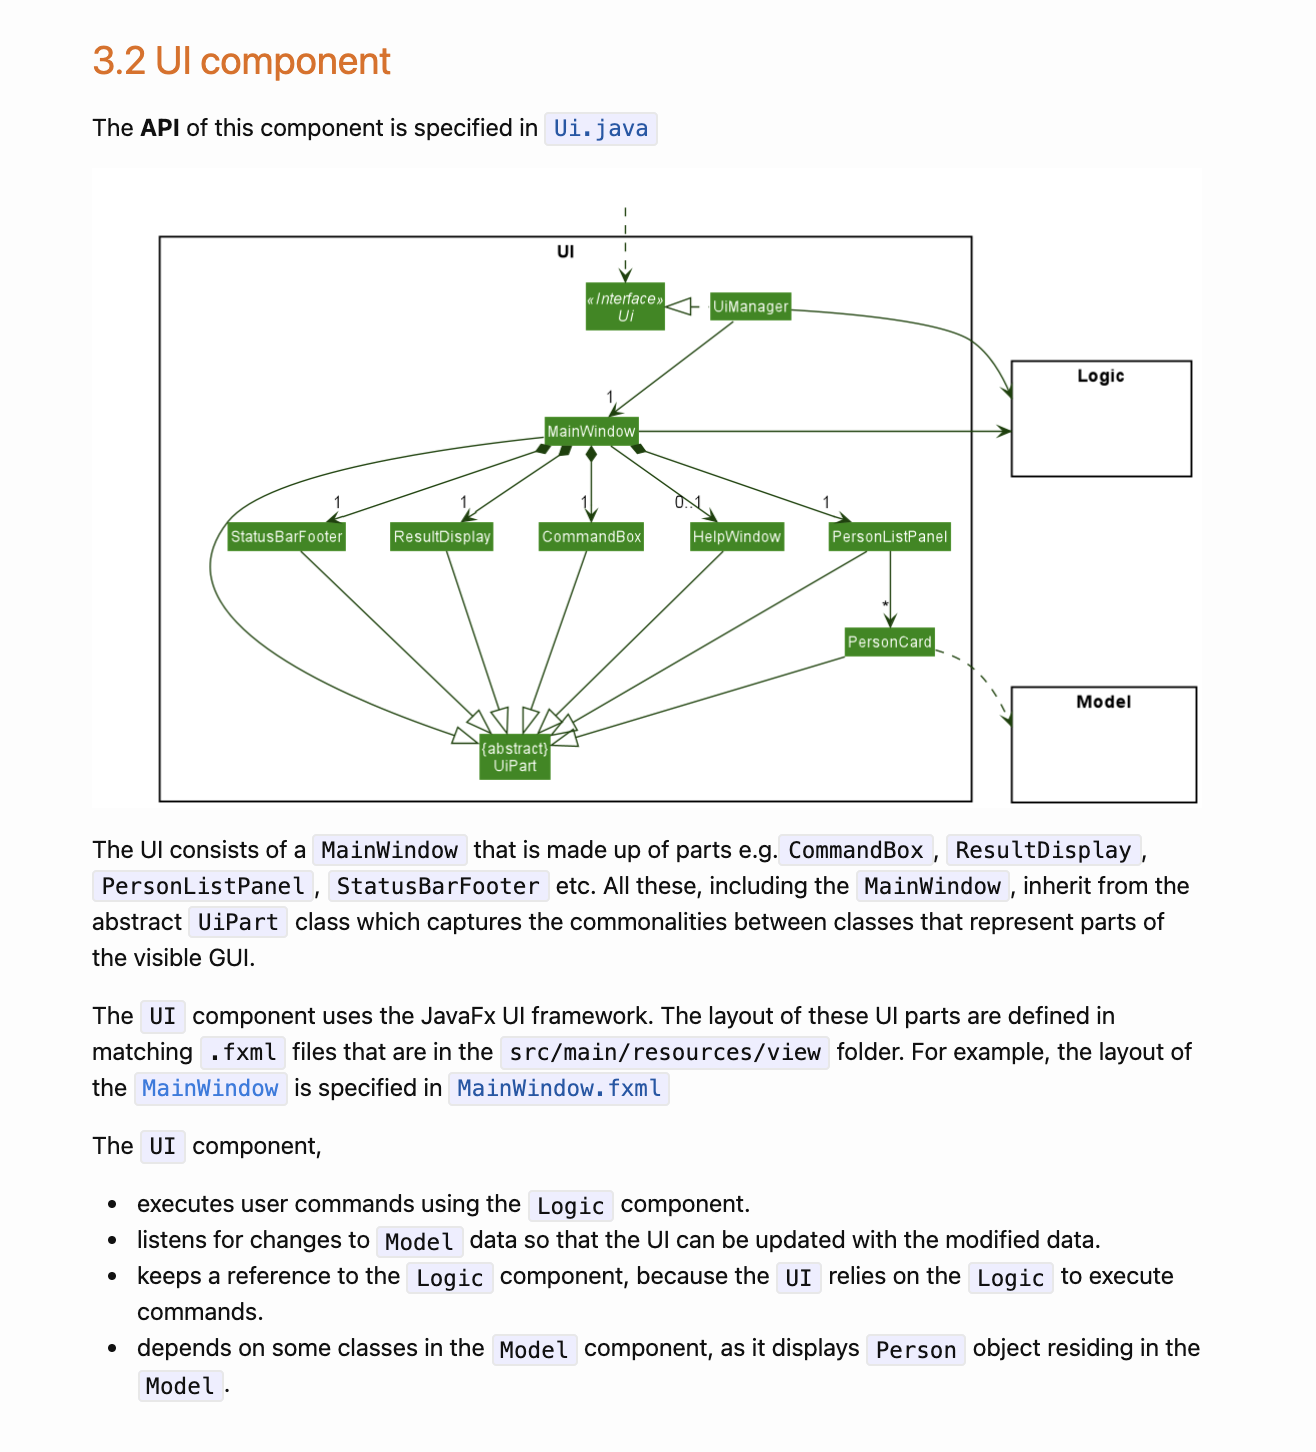 3.2 UI component
The API of this component is specified in Ui.java
UI
«Interface»
Ui
UiManager
Logic
1
MainWindow
1
1
1
0..1
1
StatusBarFooter
ResultDisplay
CommandBox
HelpWindow
PersonListPanel
*
PersonCard
Model
{abstract}
UiPart
The UI consists of a MainWindow that is made up of parts e.g. CommandBox , ResultDisplay ,
PersonListPanel , StatusBarFooter etc. All these, including the MainWindow , inherit from the
abstract UiPart class which captures the commonalities between classes that represent parts of
the visible GUI.
The UI component uses the JavaFx UI framework. The layout of these UI parts are defined in
matching .fxml files that are in the src/main/resources/view folder. For example, the layout of
the MainWindow is specified in MainWindow.fxml
The UI component,
• executes user commands using the Logic component.
• listens for changes to Model data so that the UI can be updated with the modified data.
• keeps a reference to the Logic component, because the UI relies on the Logic to execute
commands.
• depends on some classes in the Model component, as it displays Person object residing in the
Model .